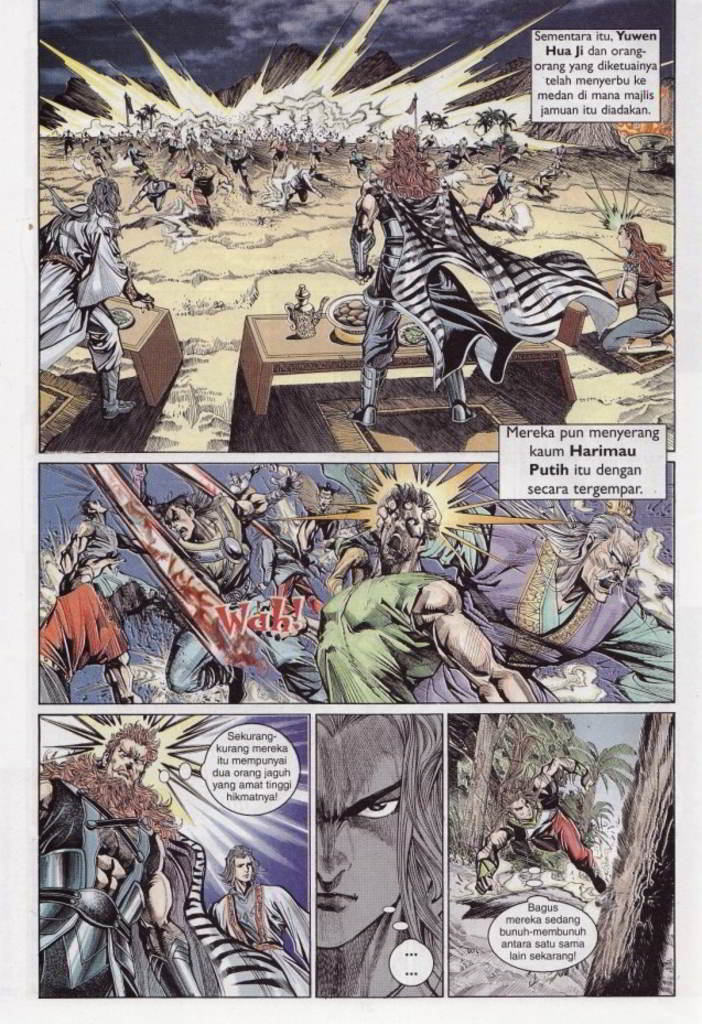 Sementara itu, Yuwen
Hua Ji dan orang-
orang yang diketuainya
telah menyerbu ke
medan di mana majlis
jamuan itu diadakan.
Mereka pun menyerang
kaum Harimau
Putih itu dengan
secara tergempar.
Wah!
Sekurang-
kurang mereka
itu mempunyai
dua orang jaguh
yang amat tinggi
hikmatnya!
...
...
Bagus
mereka sedang
bunuh-membunuh
antara satu sama
lain sekarang!